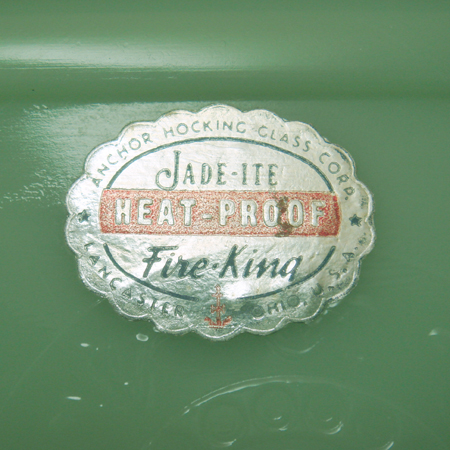 ANCHOR HOCKING GLASS CORP.
JADE-ITE
HEAT-PROOF
Fire-King
LANCASTER OHIO, U.S.A.